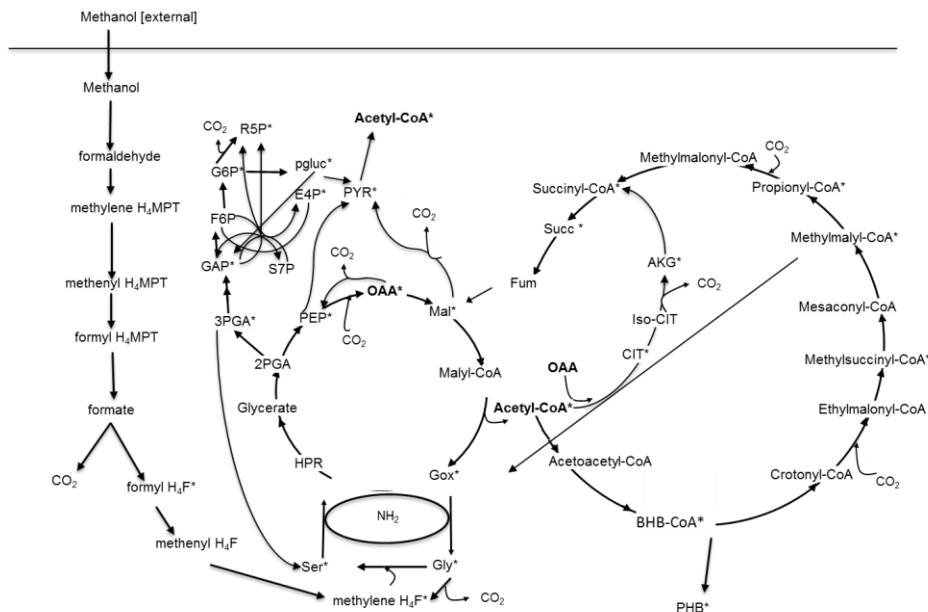 Methanol [external]
Methanol
formaldehyde
methylene H₄MPT
methenyl H₄MPT
formyl H₄MPT
formate
CO₂
formyl H₄F*
methenyl H₄F
methylene H₄F*
CO₂
R5P*
G6P*
pgluc*
F6P
E4P*
GAP*
S7P
3PGA*
2PGA
Glycerate
HPR
Ser*
NH₂
Gly*
CO₂
Gox*
Acetyl-CoA*
PYR*
CO₂
CO₂
PEP*
OAA*
CO₂
Mal*
Malyl-CoA
Acetyl-CoA*
OAA
CIT*
Iso-CIT
CO₂
AKG*
Succinyl-CoA*
Succ *
Fum
Methylmalonyl-CoA
CO₂
Propionyl-CoA*
Methylmalyl-CoA*
Mesaconyl-CoA
Methylsuccinyl-CoA*
Ethylmalonyl-CoA
CO₂
Crotonyl-CoA
Acetoacetyl-CoA
BHB-CoA*
PHB*